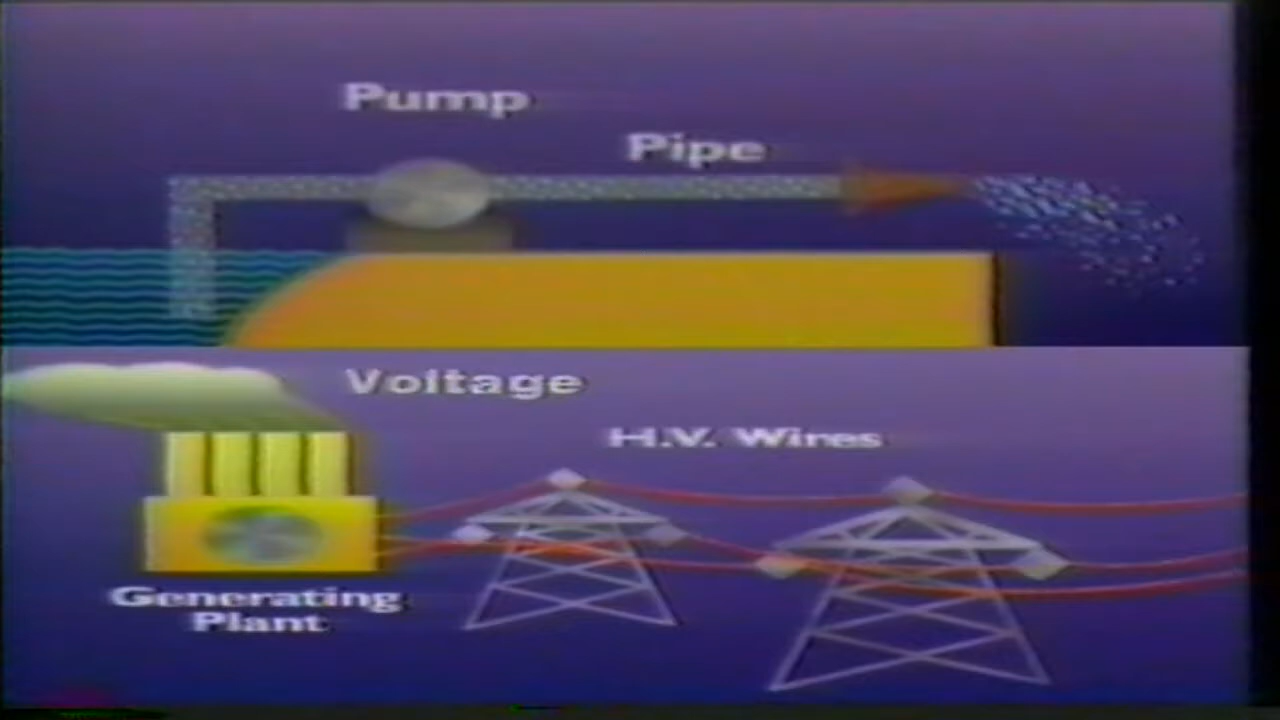 Pump
Pipe
Voltage
H.V. Wires
Generating
Plant